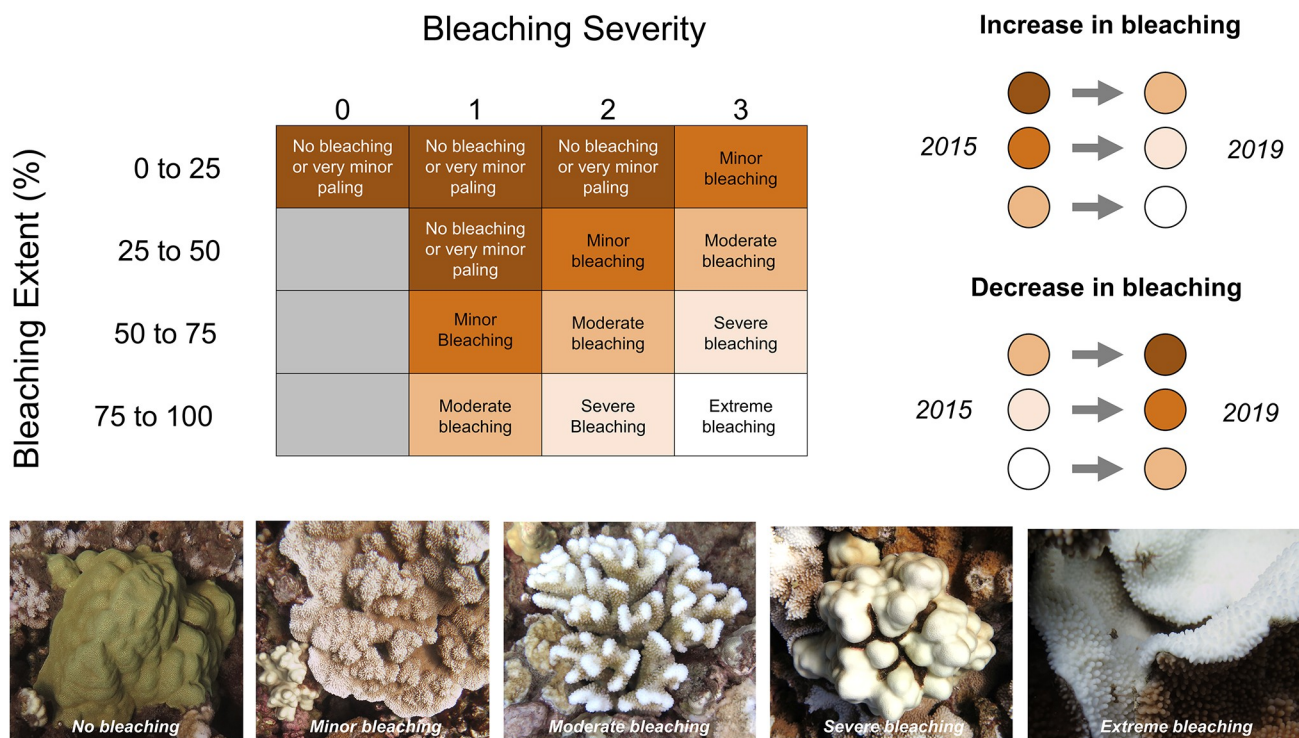 Bleaching Severity
0 1 2 3
Bleaching Extent (%)
0 to 25
No bleaching
or very minor
paling
No bleaching
or very minor
paling
No bleaching
or very minor
paling
Minor
bleaching
25 to 50
No bleaching
or very minor
paling
Minor
bleaching
Moderate
bleaching
50 to 75
Minor
Bleaching
Moderate
bleaching
Severe
bleaching
75 to 100
Moderate
bleaching
Severe
Bleaching
Extreme
bleaching
Increase in bleaching
2015 2019
Decrease in bleaching
2015 2019
No bleaching
Minor bleaching
Moderate bleaching
Severe bleaching
Extreme bleaching